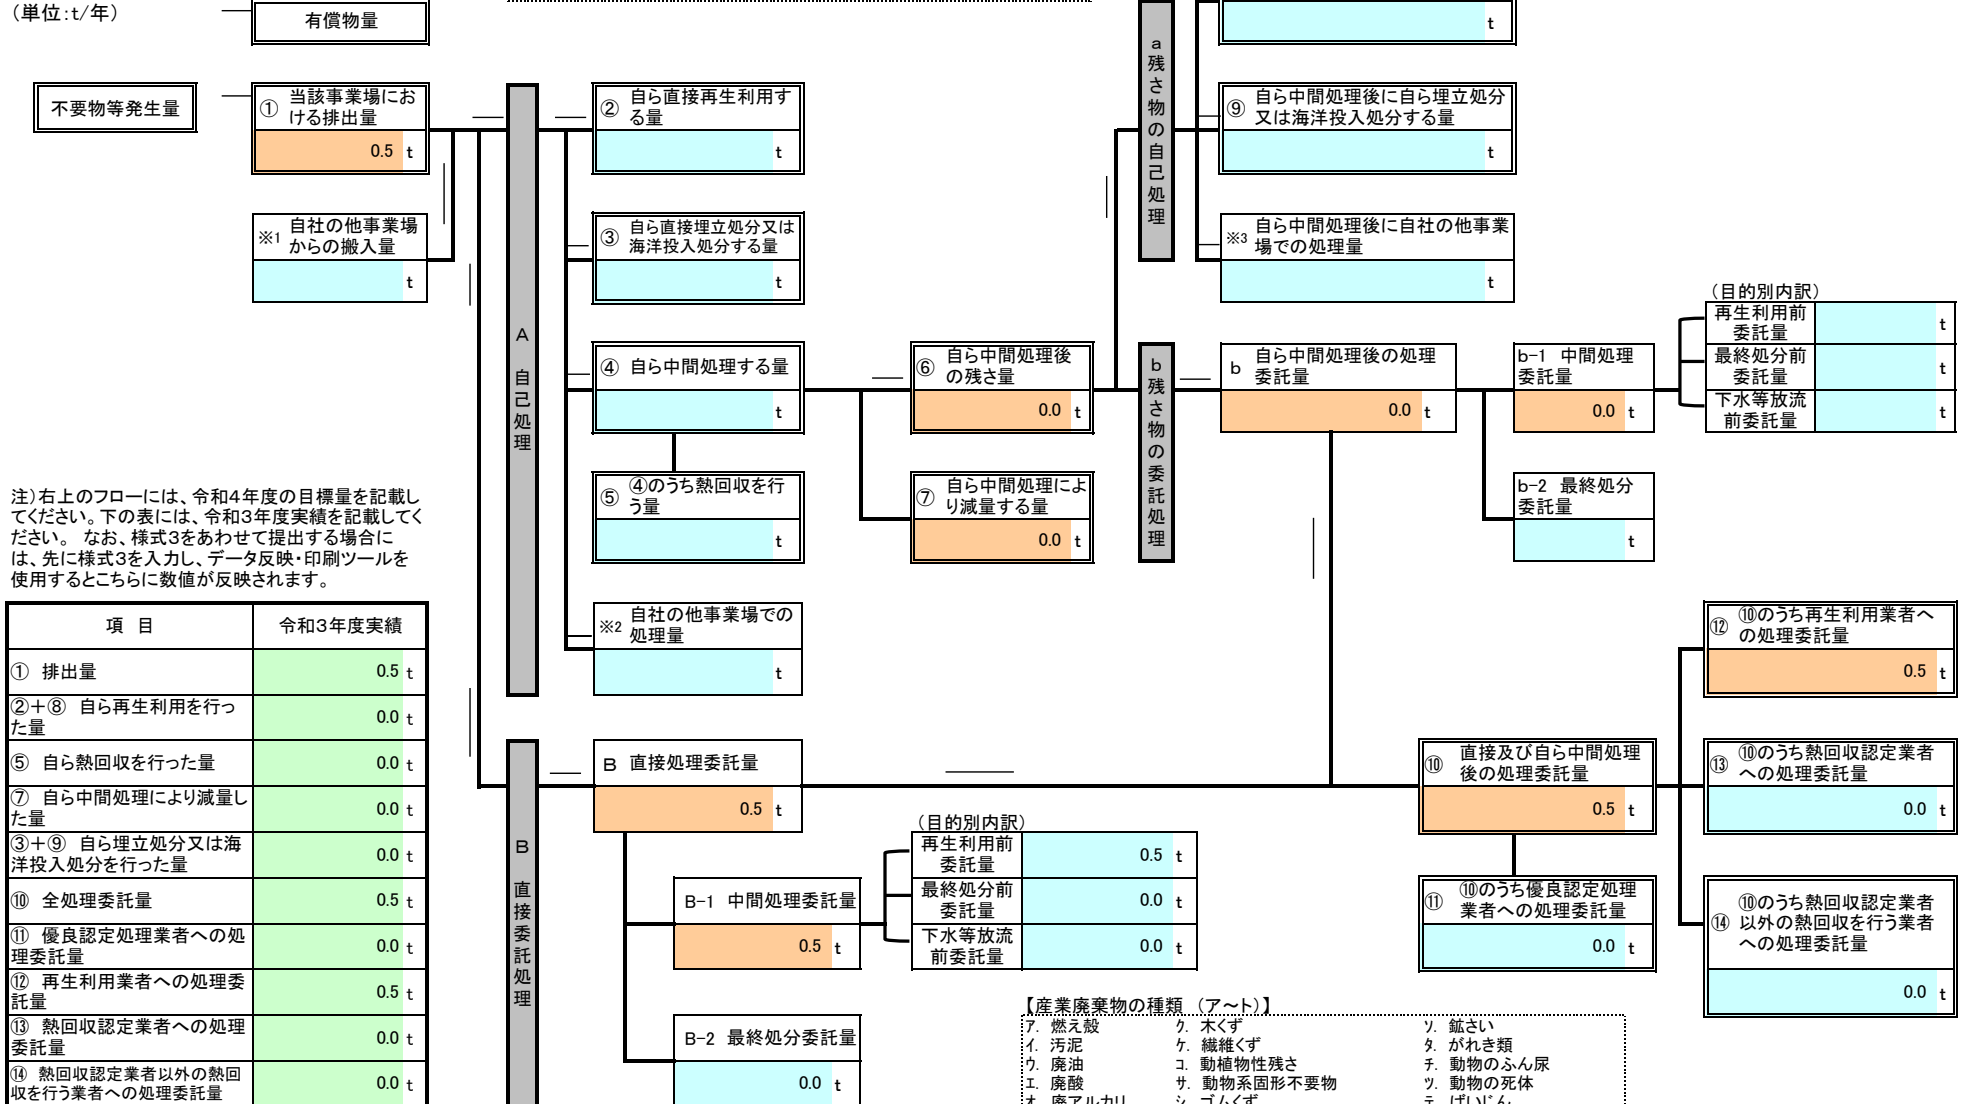 （単位：t/年）
有償物量
t
不要物等発生量
① 当該事業場にお
ける排出量
0.5 t
② 自ら直接再生利用す
る量
t
a 残さ物の自己処理
⑨ 自ら中間処理後に自ら埋立処分
又は海洋投入処分する量
t
※1 自社の他事業場
からの搬入量
t
③ 自ら直接埋立処分又は
海洋投入処分する量
t
※3 自ら中間処理後に自社の他事業
場での処理量
t
A 自己処理
④ 自ら中間処理する量
t
⑥ 自ら中間処理後
の残さ量
0.0 t
b 残さ物の委託処理
b 自ら中間処理後の処理
委託量
0.0 t
b-1 中間処理
委託量
0.0 t
（目的別内訳）
再生利用前
委託量
t
最終処分前
委託量
t
下水等放流
前委託量
t
⑤ ④のうち熱回収を行
う量
t
⑦ 自ら中間処理によ
り減量する量
0.0 t
b-2 最終処分
委託量
t
注）右上のフローには、令和4年度の目標量を記載し
てください。下の表には、令和3年度実績を記載してく
ださい。 なお、様式3をあわせて提出する場合に
は、先に様式3を入力し、データ反映・印刷ツールを
使用するとこちらに数値が反映されます。
※2 自社の他事業場での
処理量
t
項 目 令和3年度実績
① 排出量 0.5 t
②＋⑧ 自ら再生利用を行っ
た量 0.0 t
⑤ 自ら熱回収を行った量 0.0 t
⑦ 自ら中間処理により減量し
た量 0.0 t
③＋⑨ 自ら埋立処分又は海
洋投入処分を行った量 0.0 t
⑩ 全処理委託量 0.5 t
⑪ 優良認定処理業者への処
理委託量 0.0 t
⑫ 再生利用業者への処理委
託量 0.5 t
⑬ 熱回収認定業者への処理
委託量 0.0 t
⑭ 熱回収認定業者以外の熱回
収を行う業者への処理委託量 0.0 t
B 直接委託処理
B 直接処理委託量
0.5 t
B-1 中間処理委託量
0.5 t
B-2 最終処分委託量
0.0 t
（目的別内訳）
再生利用前
委託量
0.5 t
最終処分前
委託量
0.0 t
下水等放流
前委託量
0.0 t
⑩ 直接及び自ら中間処理
後の処理委託量
0.5 t
⑪ ⑩のうち優良認定処理
業者への処理委託量
0.0 t
⑫ ⑩のうち再生利用業者へ
の処理委託量
0.5 t
⑬ ⑩のうち熱回収認定業者
への処理委託量
0.0 t
⑭ ⑩のうち熱回収認定業者
以外の熱回収を行う業者
への処理委託量
0.0 t
【産業廃棄物の種類 （ア～ト）】
ア. 燃え殻 ク. 木くず ソ. 鉱さい
イ. 汚泥 ケ. 繊維くず タ. がれき類
ウ. 廃油 コ. 動植物性残さ チ. 動物のふん尿
エ. 廃酸 サ. 動物系固形不要物 ツ. 動物の死体
オ. 廃アルカリ シ. ゴムくず テ. ばいじん